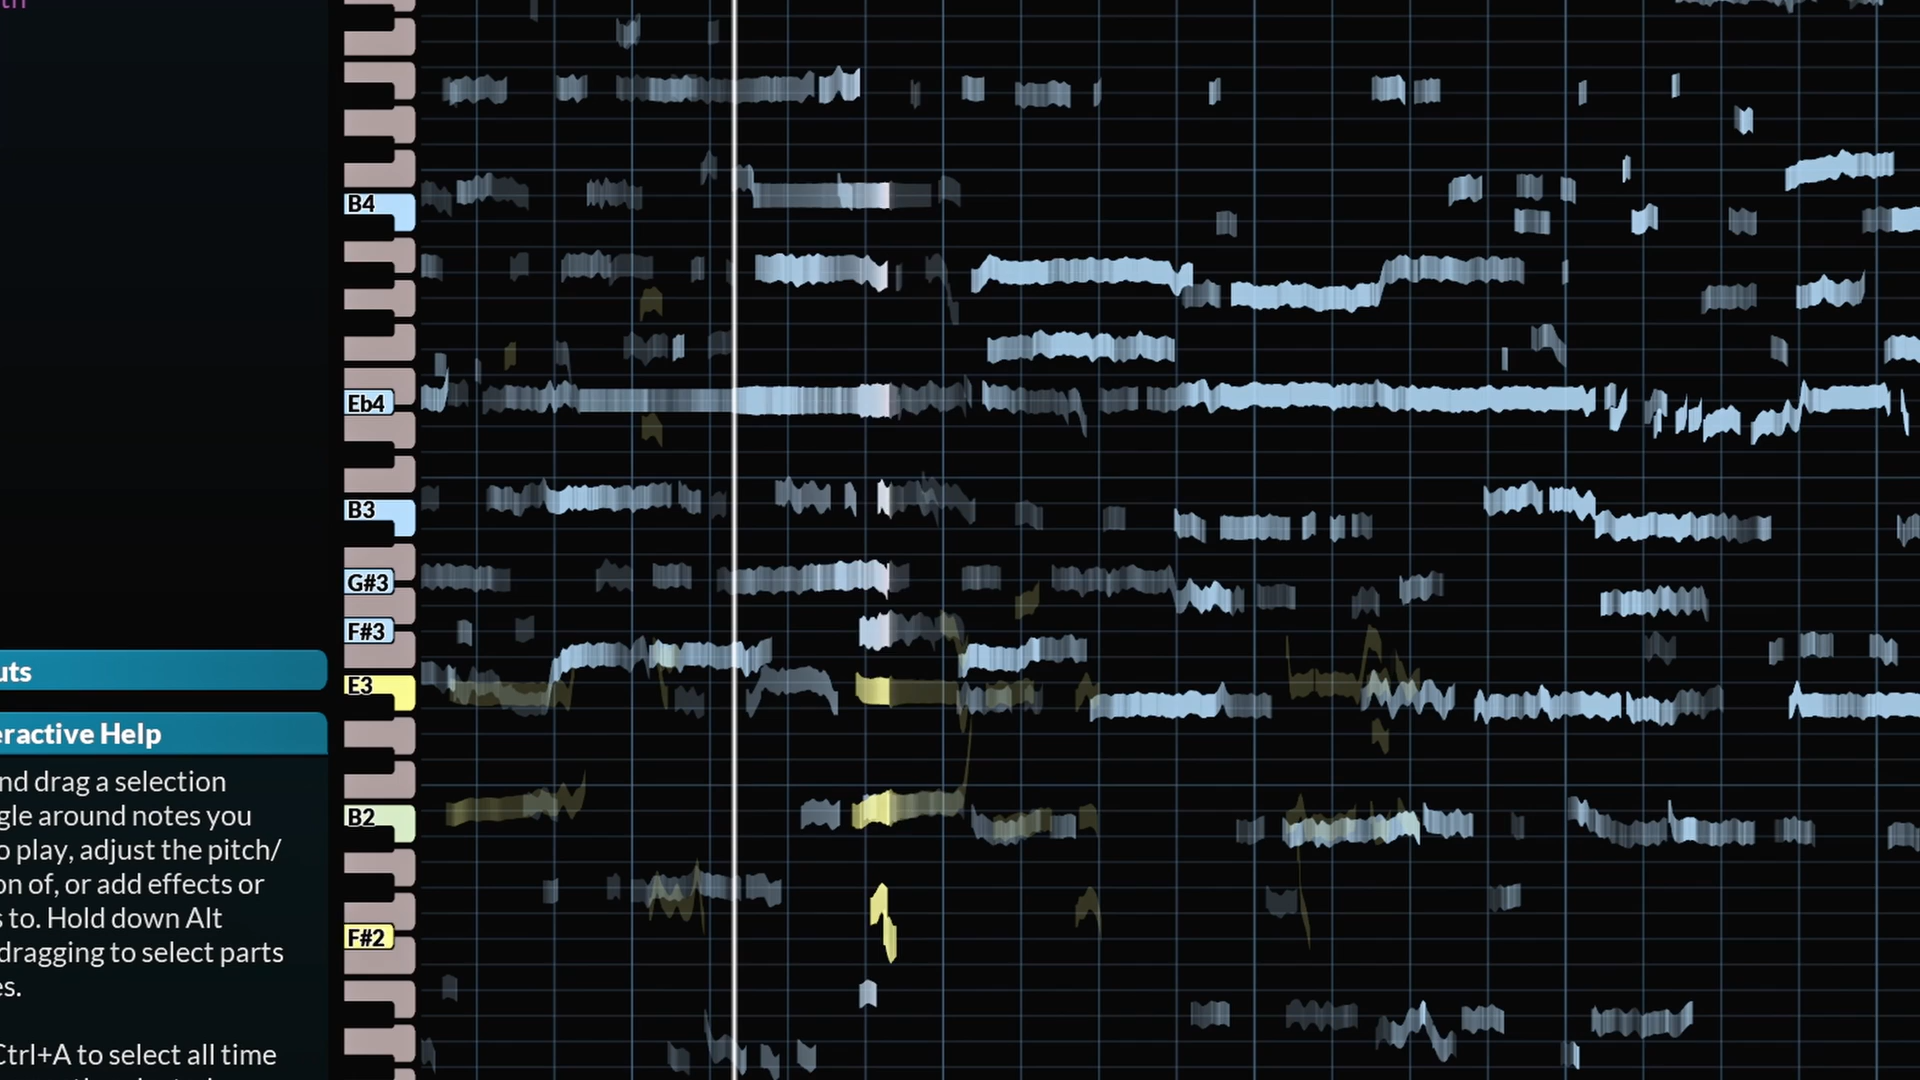 B4
Eb4
B3
G#3
F#3
E3
B2
F#2
uts
eractive Help
nd drag a selection
gle around notes you
o play, adjust the pitch/
on of, or add effects or
s to. Hold down Alt
dragging to select parts
es.
Ctrl+A to select all time